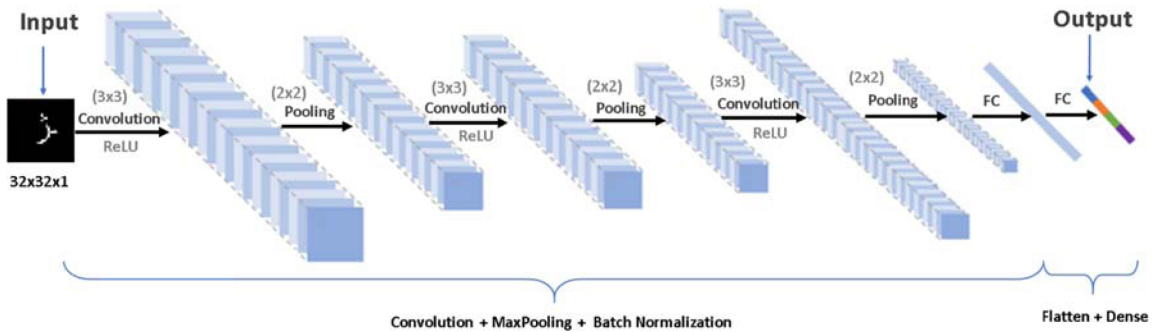 Input
Output
(3x3)
Convolution
ReLU
(2x2)
Pooling
(3x3)
Convolution
ReLU
(2x2)
Pooling
(3x3)
Convolution
ReLU
(2x2)
Pooling
FC
FC
32x32x1
Convolution + MaxPooling + Batch Normalization
Flatten + Dense